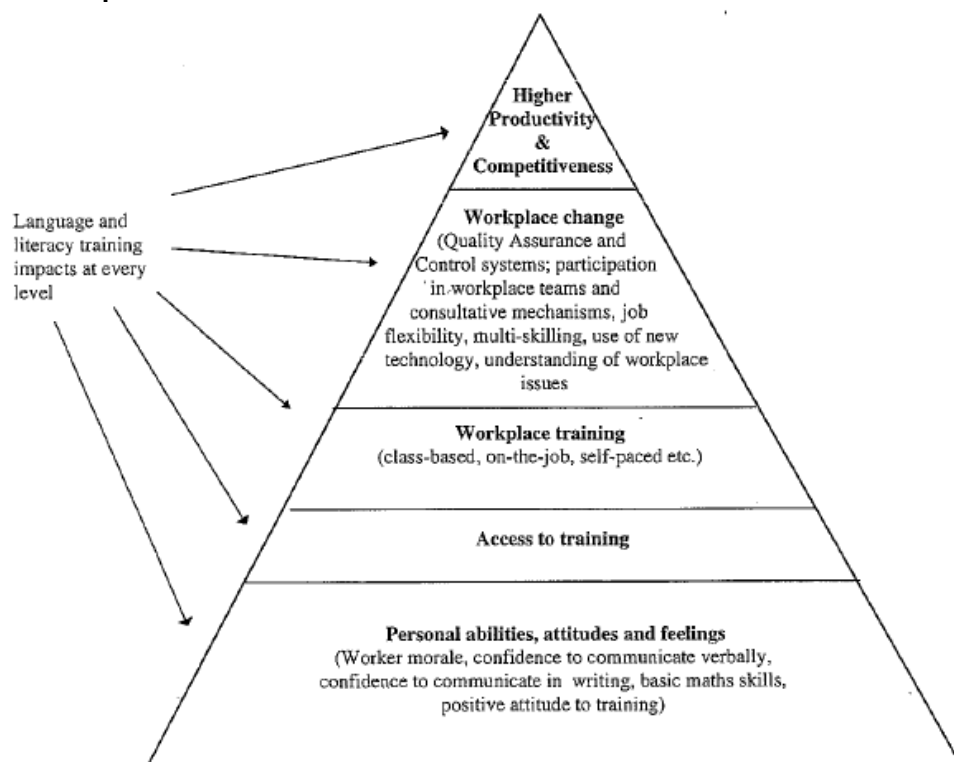 Higher
Productivity
&
Competitiveness
Language and
literacy training
impacts at every
level
Workplace change
(Quality Assurance and
Control systems; participation
in workplace teams and
consultative mechanisms, job
flexibility, multi-skilling, use of new
technology, understanding of workplace
issues
Workplace training
(class-based, on-the-job, self-paced etc.)
Access to training
Personal abilities, attitudes and feelings
(Worker morale, confidence to communicate verbally,
confidence to communicate in writing, basic maths skills,
positive attitude to training)